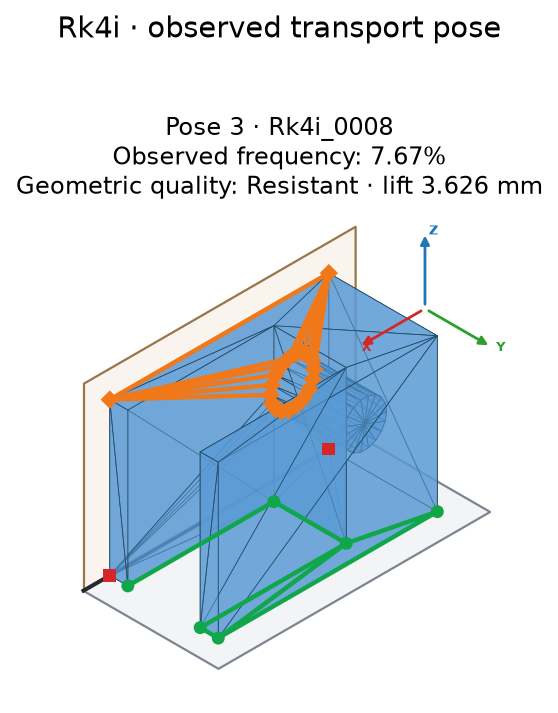 Rk4i · observed transport pose
Pose 3 · Rk4i_0008
Observed frequency: 7.67%
Geometric quality: Resistant · lift 3.626 mm
Z
X
Y